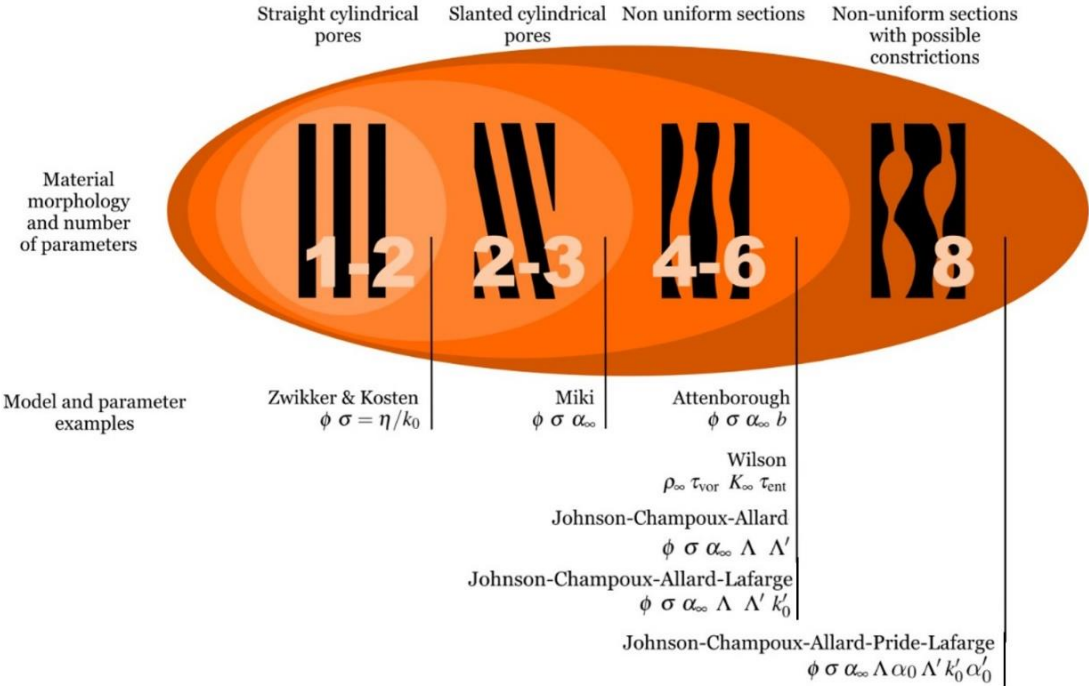 Straight cylindrical
pores
Slanted cylindrical
pores
Non uniform sections
Non-uniform sections
with possible
constrictions
Material
morphology
and number
of parameters
1-2
2-3
4-6
8
Model and parameter
examples
Zwikker & Kosten
ϕ σ = η/k₀
Miki
ϕ σ α∞
Attenborough
ϕ σ α∞ b
Wilson
ρ∞ τvor K∞ τent
Johnson-Champoux-Allard
ϕ σ α∞ Λ Λ′
Johnson-Champoux-Allard-Lafarge
ϕ σ α∞ Λ Λ′ k′₀
Johnson-Champoux-Allard-Pride-Lafarge
ϕ σ α∞ Λ α₀ Λ′ k′₀ α′₀